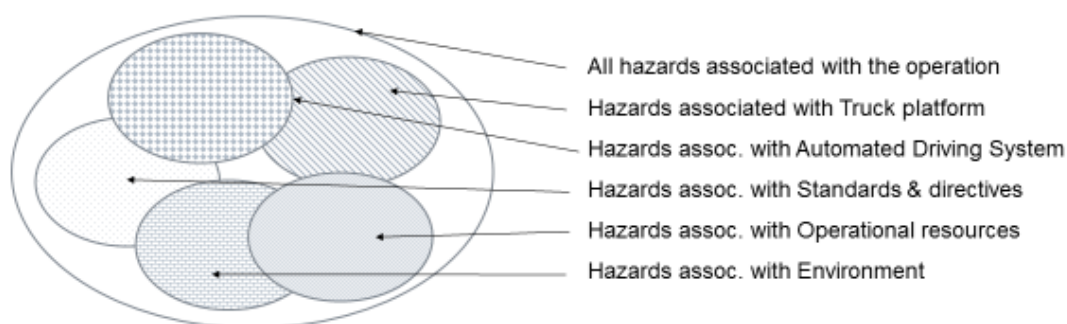 All hazards associated with the operation
Hazards associated with Truck platform
Hazards assoc. with Automated Driving System
Hazards assoc. with Standards & directives
Hazards assoc. with Operational resources
Hazards assoc. with Environment